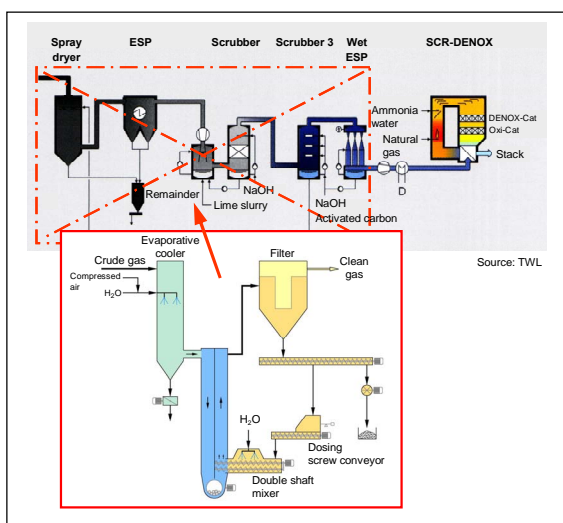 Spray
dryer
ESP
Scrubber
Scrubber 3
Wet
ESP
SCR-DENOX
Ammonia
water
Natural
gas
DENOX-Cat
Oxi-Cat
Stack
Remainder
NaOH
Lime slurry
NaOH
Activated carbon
D
Source: TWL
Evaporative
cooler
Filter
Crude gas
Clean
gas
Compressed
air
H₂O
H₂O
Dosing
screw conveyor
Double shaft
mixer